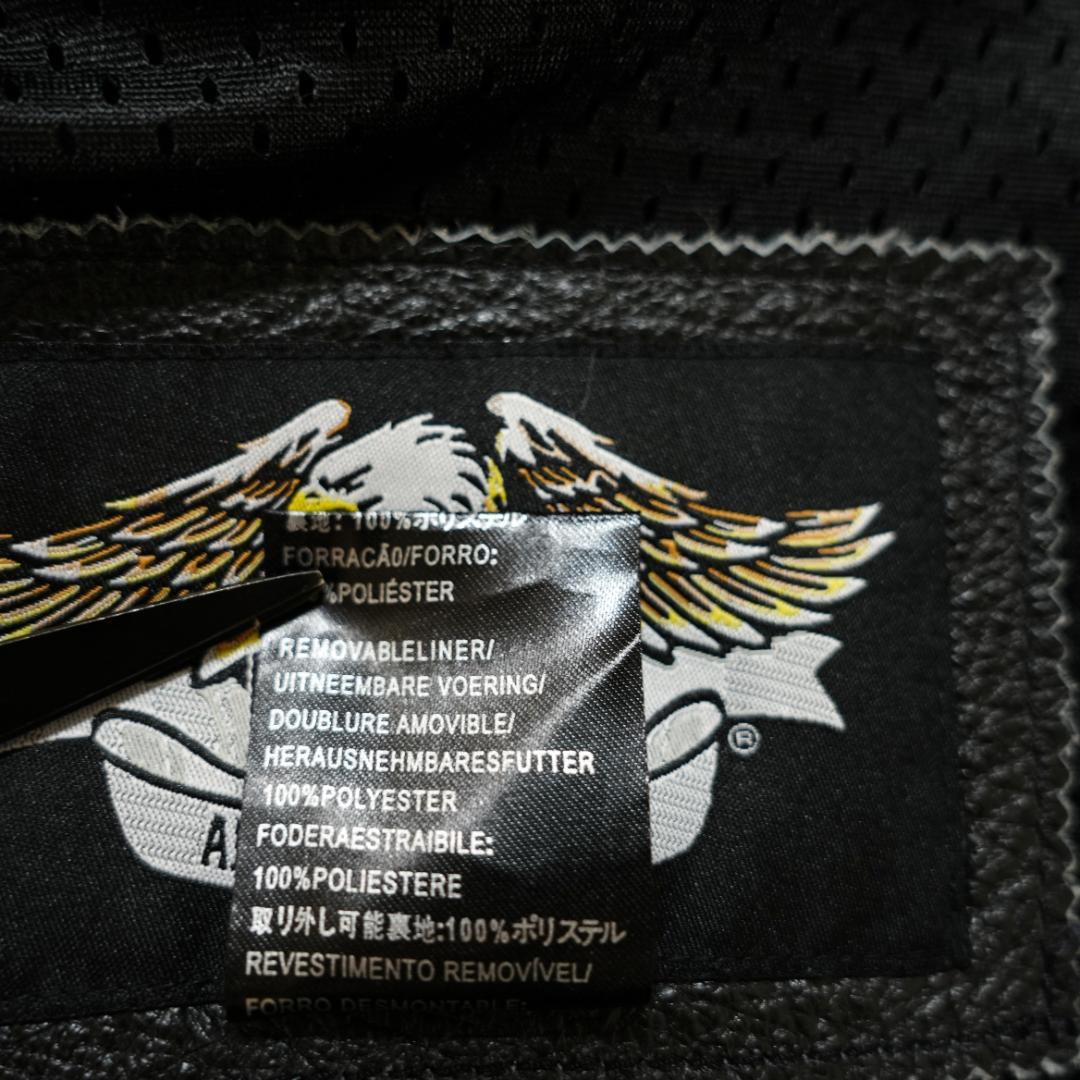 裏地:100%ポリステル
FORRACÃO/FORRO:
%POLIÉSTER
REMOVABLELINER/
UITNEEMBARE VOERING/
DOUBLURE AMOVIBLE/
HERAUSNEHMBARESFUTTER
100%POLYESTER
FODERAESTRAIBILE:
100%POLIESTERE
取り外し可能裏地:100%ポリステル
REVESTIMENTO REMOVÍVEL/
FORRO DESMONTABLE:
®